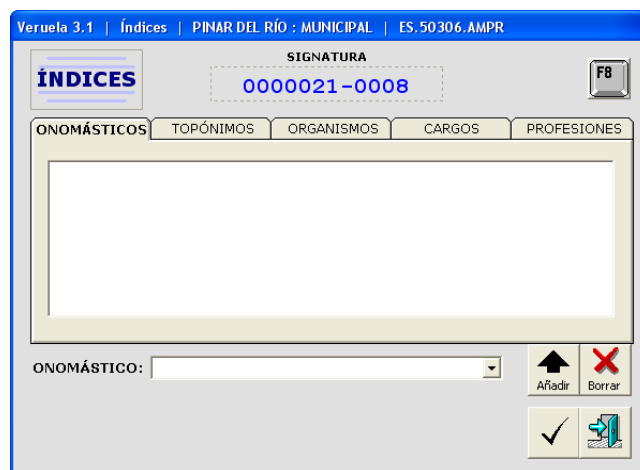 Veruela 3.1 | Índices | PINAR DEL RÍO : MUNICIPAL | ES.50306.AMPR
ÍNDICES
SIGNATURA
0000021-0008
F8
ONOMÁSTICOS TOPÓNIMOS ORGANISMOS CARGOS PROFESIONES
ONOMÁSTICO:
Añadir Borrar